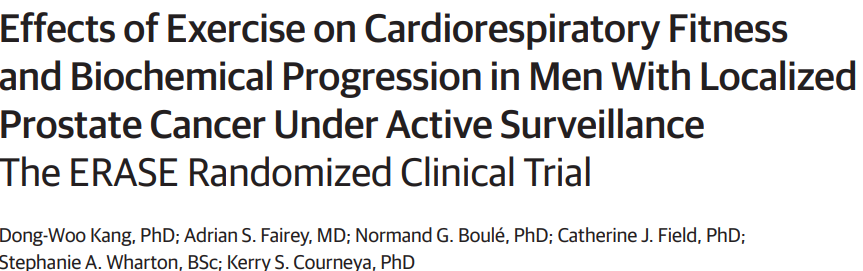 Effects of Exercise on Cardiorespiratory Fitness
and Biochemical Progression in Men With Localized
Prostate Cancer Under Active Surveillance
The ERASE Randomized Clinical Trial
Dong-Woo Kang, PhD; Adrian S. Fairey, MD; Normand G. Boulé, PhD; Catherine J. Field, PhD;
Stephanie A. Wharton, BSc; Kerry S. Courneya, PhD